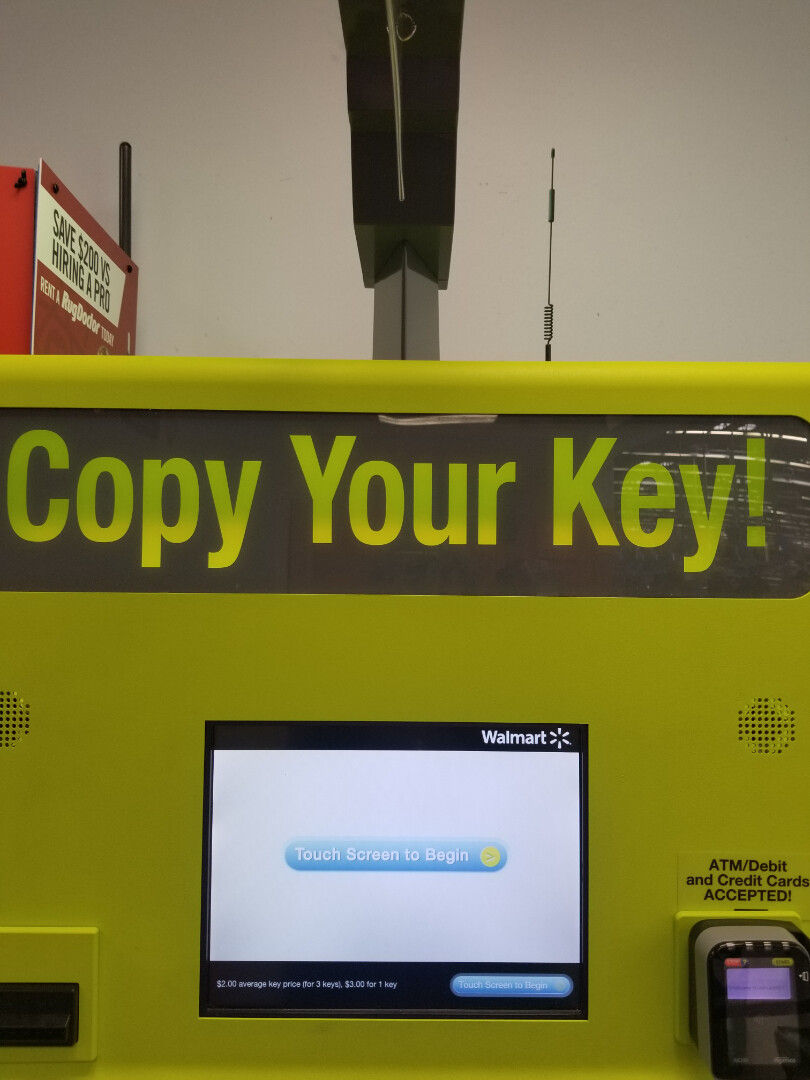 SAVE $200 VS
HIRING A PRO
RENT A RugDoctor TODAY
Copy Your Key!
Walmart
Touch Screen to Begin
ATM/Debit
and Credit Cards
ACCEPTED!
$2.00 average key price (for 3 keys), $3.00 for 1 key
Touch Screen to Begin